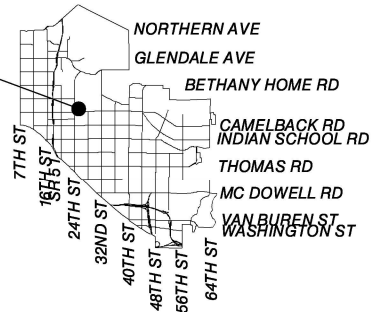 NORTHERN AVE
GLENDALE AVE
BETHANY HOME RD
CAMELBACK RD
INDIAN SCHOOL RD
THOMAS RD
MC DOWELL RD
VAN BUREN ST
WASHINGTON ST
7TH ST
16TH ST
SR 51
24TH ST
32ND ST
40TH ST
48TH ST
56TH ST
64TH ST